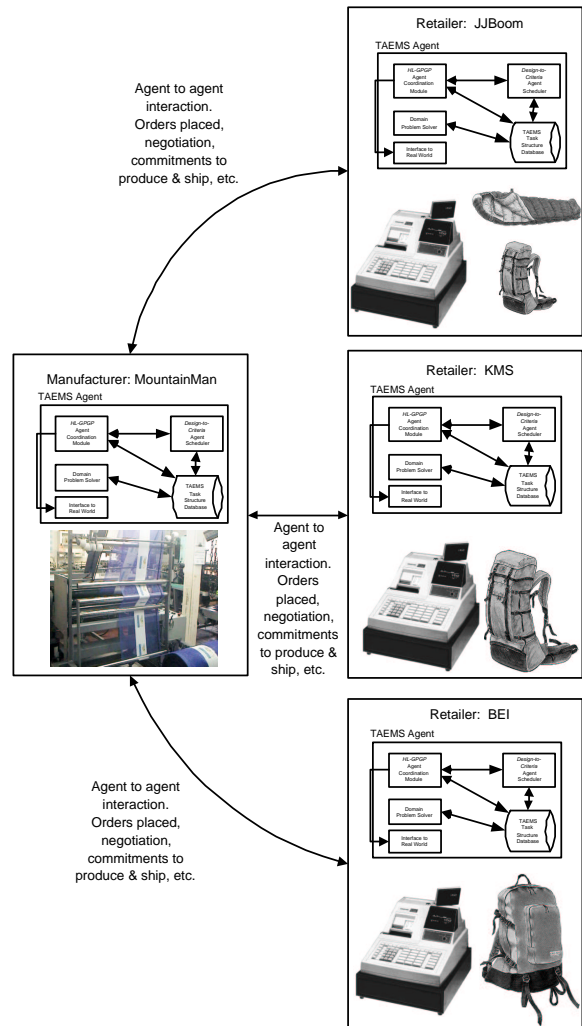 Retailer: JJBoom
TAEMS Agent
HL-GPGP
Agent
Coordination
Module
Design-to-
Criteria
Agent
Scheduler
Domain
Problem Solver
Interface to
Real World
TAEMS
Task
Structure
Database
Agent to agent
interaction.
Orders placed,
negotiation,
commitments to
produce & ship, etc.
Manufacturer: MountainMan
TAEMS Agent
HL-GPGP
Agent
Coordination
Module
Design-to-
Criteria
Agent
Scheduler
Domain
Problem Solver
Interface to
Real World
TAEMS
Task
Structure
Database
Agent to
agent
interaction.
Orders
placed,
negotiation,
commitments
to produce &
ship, etc.
Retailer: KMS
TAEMS Agent
HL-GPGP
Agent
Coordination
Module
Design-to-
Criteria
Agent
Scheduler
Domain
Problem Solver
Interface to
Real World
TAEMS
Task
Structure
Database
Agent to agent
interaction.
Orders placed,
negotiation,
commitments to
produce & ship, etc.
Retailer: BEI
TAEMS Agent
HL-GPGP
Agent
Coordination
Module
Design-to-
Criteria
Agent
Scheduler
Domain
Problem Solver
Interface to
Real World
TAEMS
Task
Structure
Database